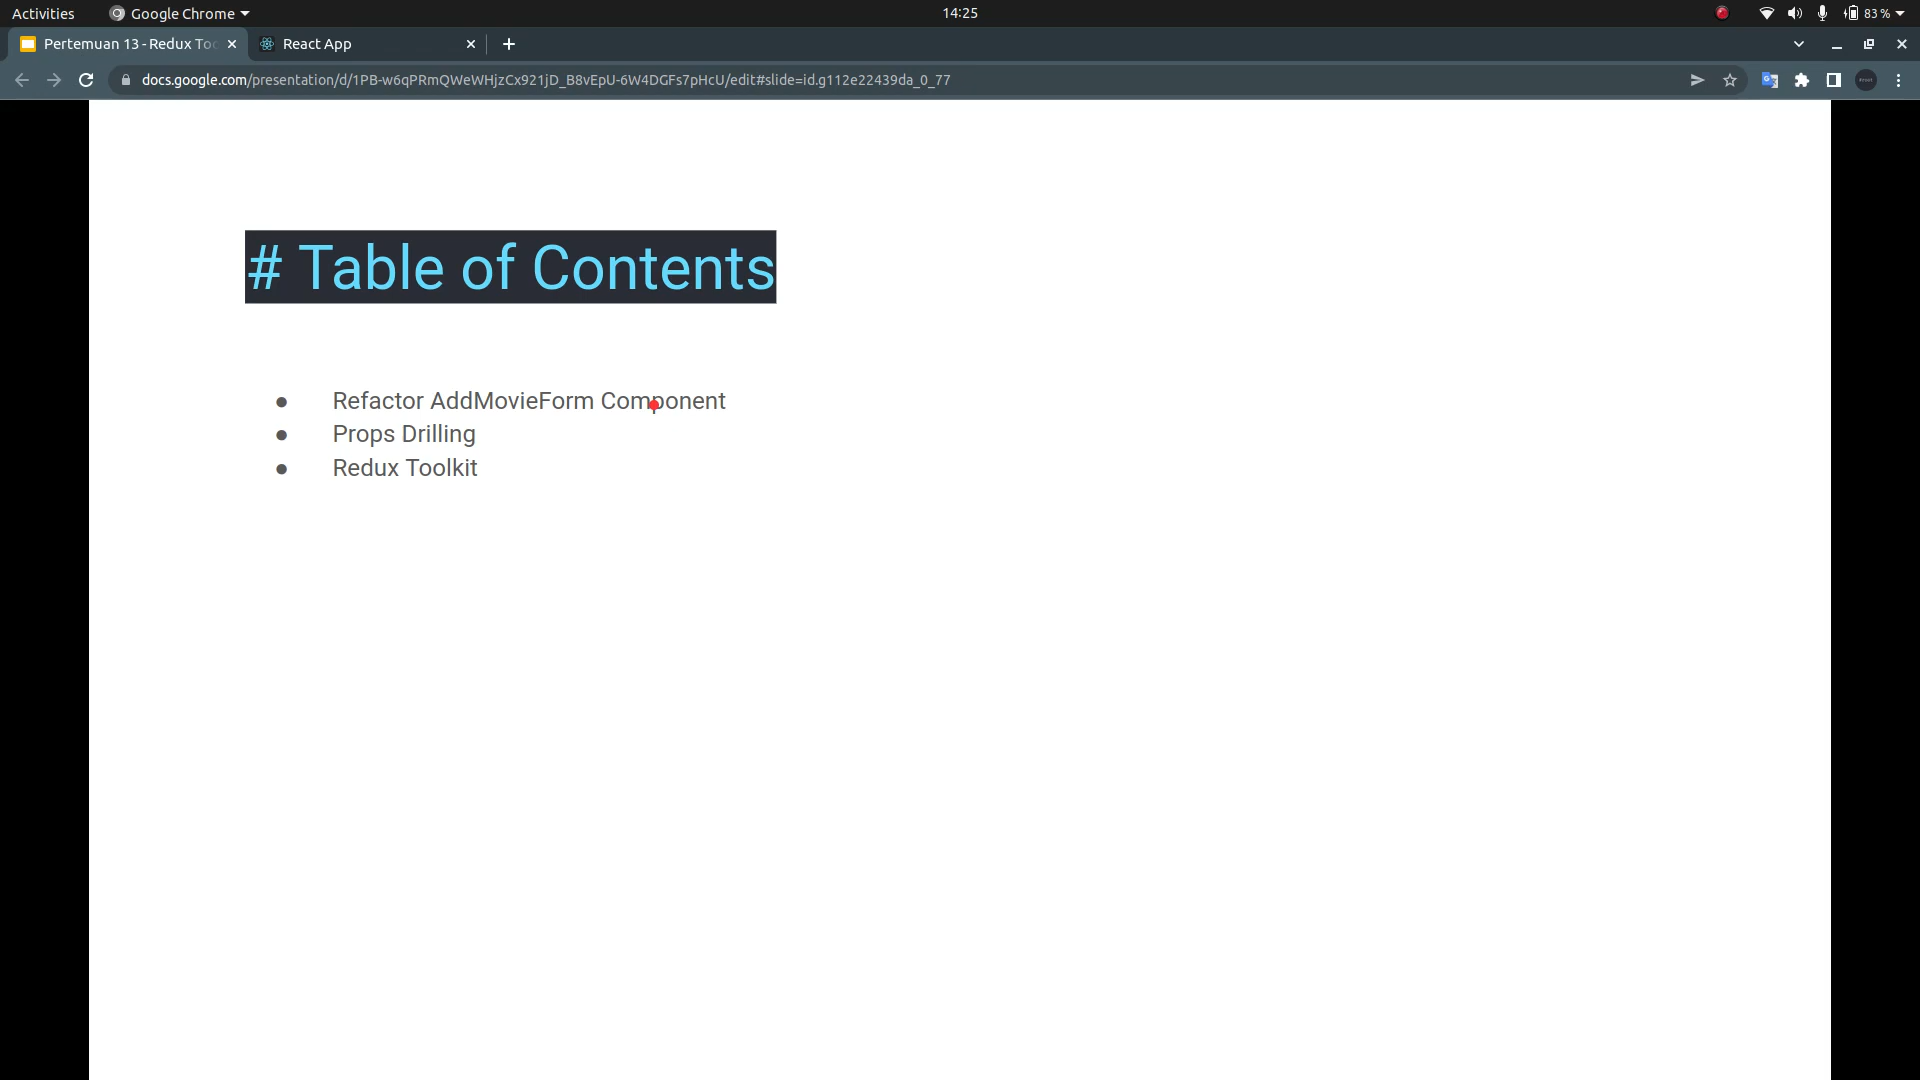 Activities
Google Chrome
14:25
83 %
Pertemuan 13 - Redux Too
React App
docs.google.com/presentation/d/1PB-w6qPRmQWeWHjzCx921jD_B8vEpU-6W4DGFs7pHcU/edit#slide=id.g112e22439da_0_77
# Table of Contents
● Refactor AddMovieForm Component
● Props Drilling
● Redux Toolkit